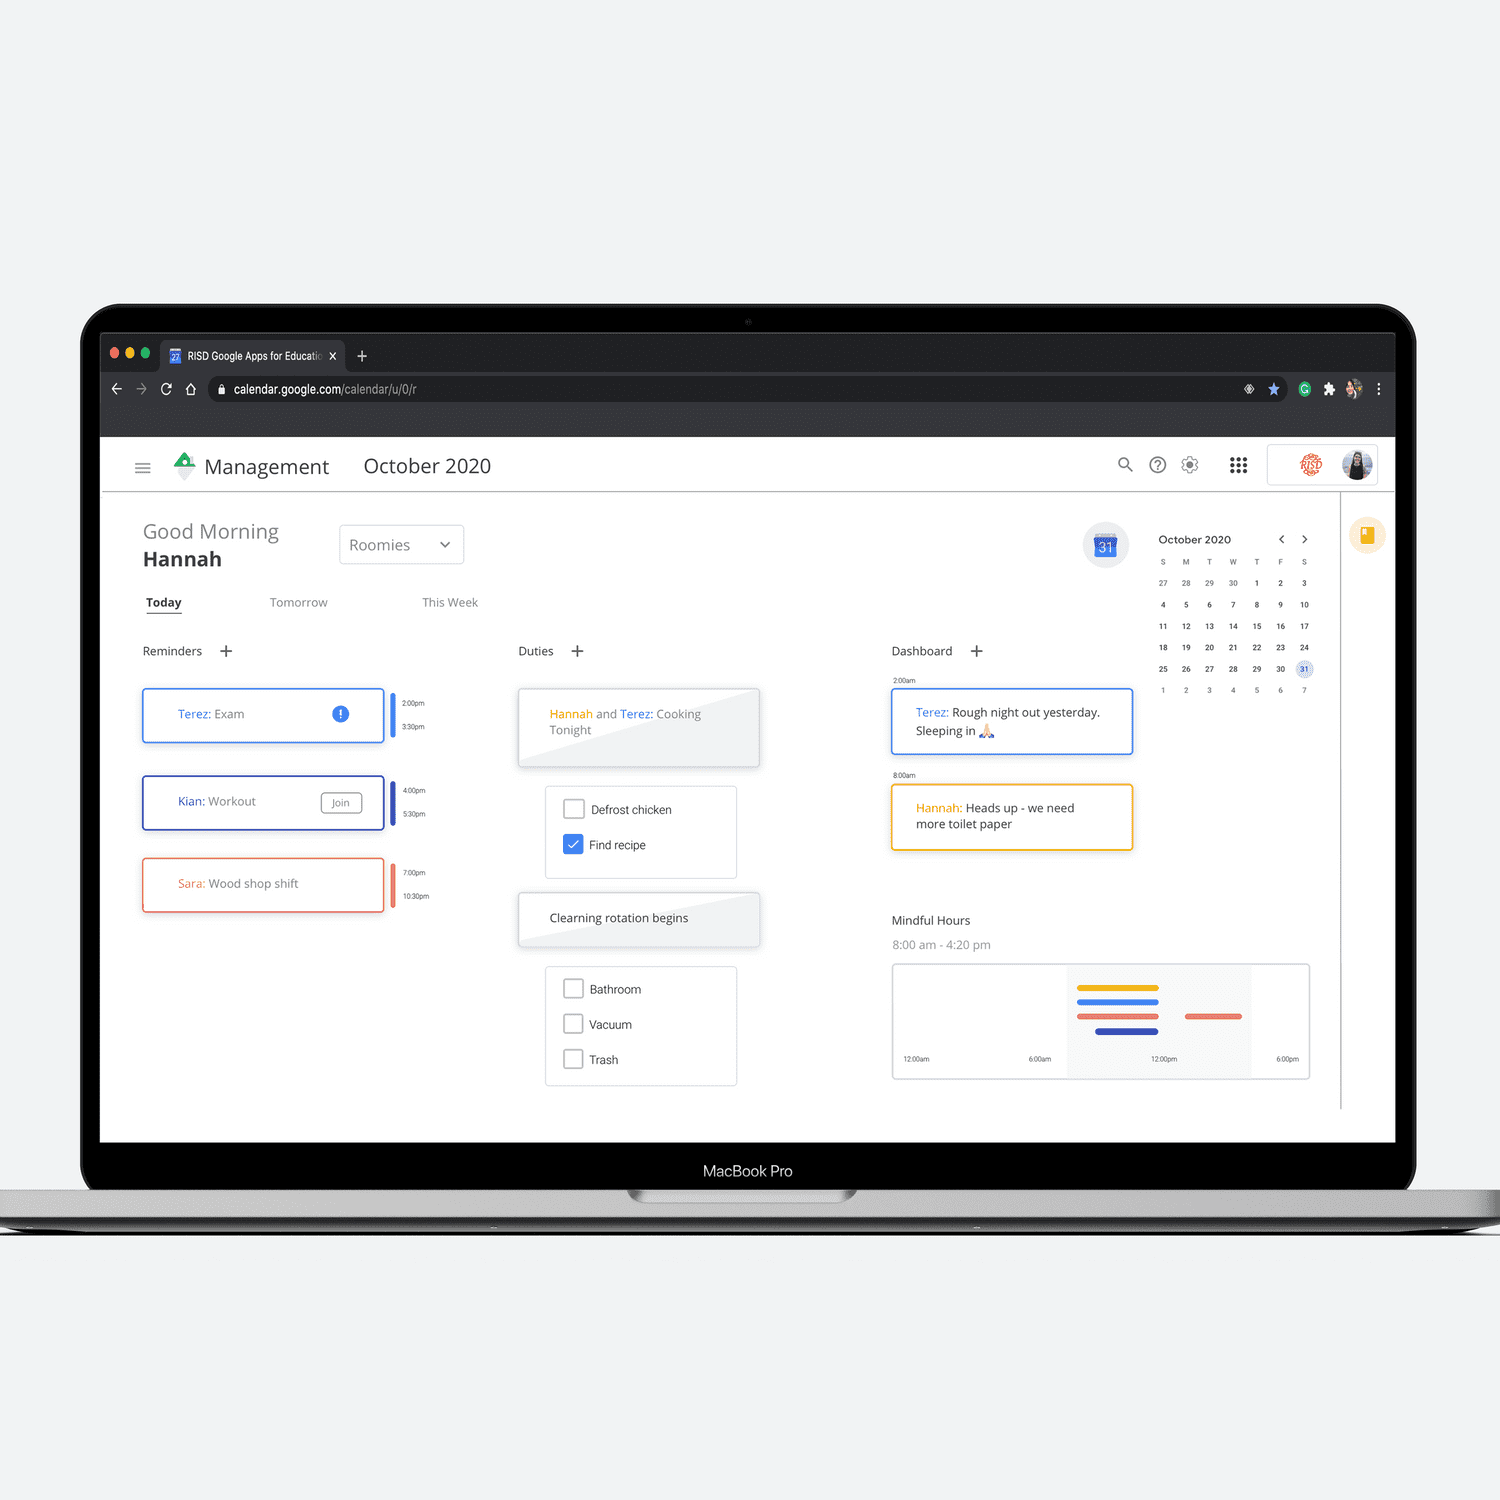 27
RISD Google Apps for Educatio
calendar.google.com/calendar/u/0/r
G
Management
October 2020
RISD
Good Morning
Hannah
Roomies
31
Today
Tomorrow
This Week
October 2020
S M T W T F S
27 28 29 30 1 2 3
4 5 6 7 8 9 10
11 12 13 14 15 16 17
18 19 20 21 22 23 24
25 26 27 28 29 30 31
1 2 3 4 5 6 7
Reminders +
Terez: Exam
!
2:00pm
3:30pm
Kian: Workout
Join
4:00pm
5:30pm
Sara: Wood shop shift
7:00pm
10:30pm
Duties +
Hannah and Terez: Cooking
Tonight
Defrost chicken
Find recipe
Clearning rotation begins
Bathroom
Vacuum
Trash
Dashboard +
2:00am
Terez: Rough night out yesterday.
Sleeping in 🙏🏻
8:00am
Hannah: Heads up - we need
more toilet paper
Mindful Hours
8:00 am - 4:20 pm
12:00am 6:00am 12:00pm 6:00pm
MacBook Pro